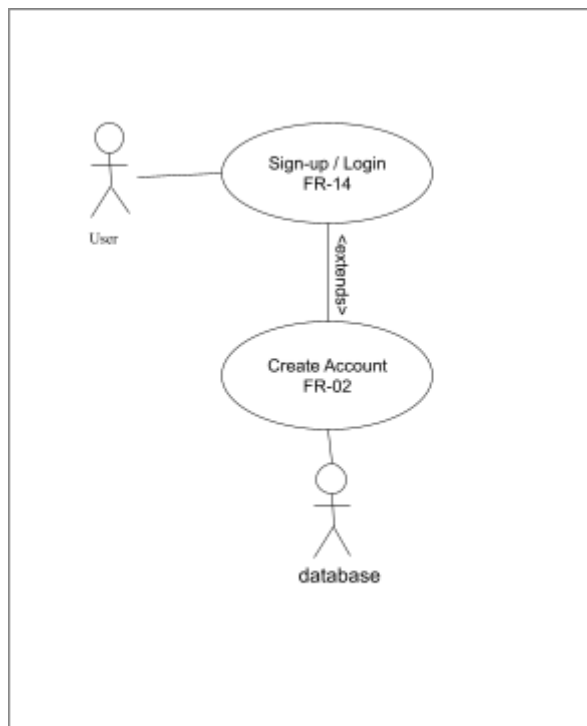 Sign-up / Login
FR-14
User
<extends>
Create Account
FR-02
database